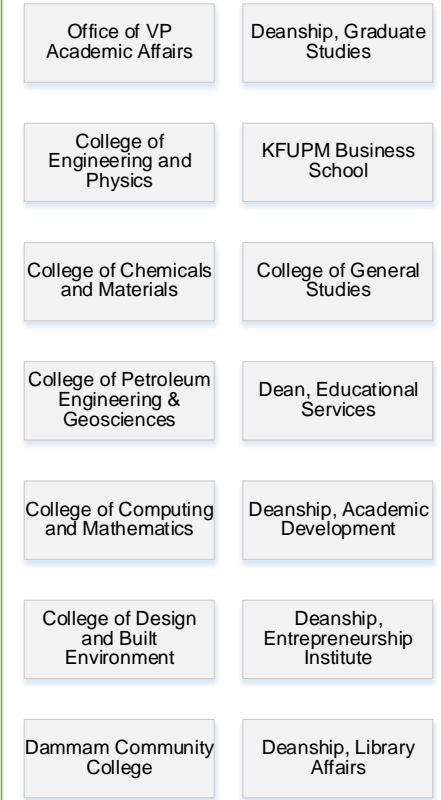 Office of VP
Academic Affairs
Deanship, Graduate
Studies
College of
Engineering and
Physics
KFUPM Business
School
College of Chemicals
and Materials
College of General
Studies
College of Petroleum
Engineering &
Geosciences
Dean, Educational
Services
College of Computing
and Mathematics
Deanship, Academic
Development
College of Design
and Built
Environment
Deanship,
Entrepreneurship
Institute
Dammam Community
College
Deanship, Library
Affairs